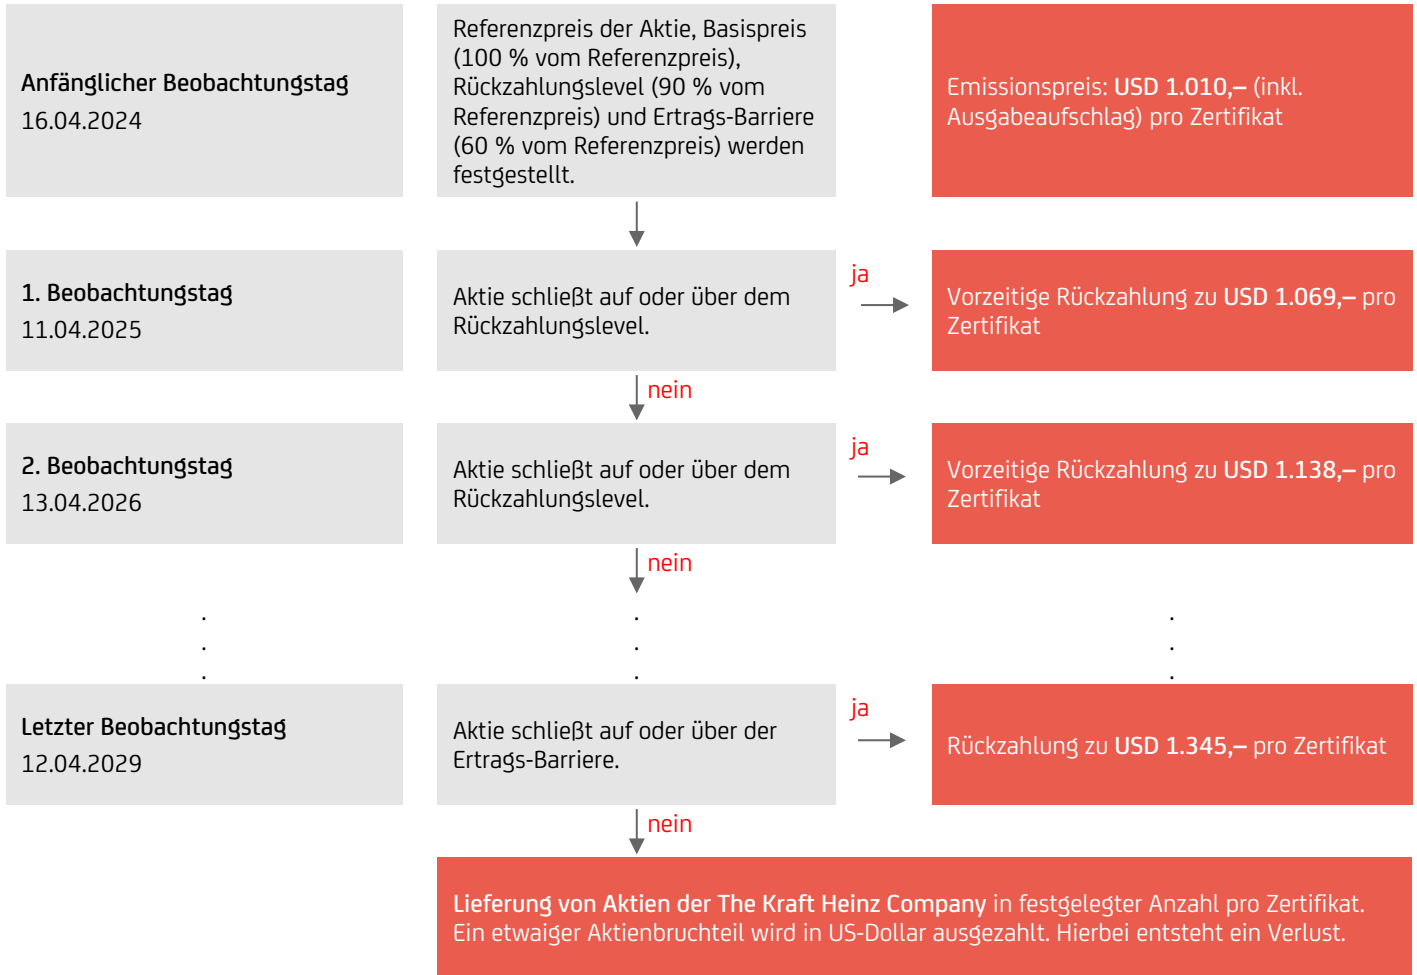 Anfänglicher Beobachtungstag
16.04.2024
Referenzpreis der Aktie, Basispreis
(100 % vom Referenzpreis),
Rückzahlungslevel (90 % vom
Referenzpreis) und Ertrags-Barriere
(60 % vom Referenzpreis) werden
festgestellt.
Emissionspreis: USD 1.010,– (inkl.
Ausgabeaufschlag) pro Zertifikat
1. Beobachtungstag
11.04.2025
Aktie schließt auf oder über dem
Rückzahlungslevel.
ja
Vorzeitige Rückzahlung zu USD 1.069,– pro
Zertifikat
nein
2. Beobachtungstag
13.04.2026
Aktie schließt auf oder über dem
Rückzahlungslevel.
ja
Vorzeitige Rückzahlung zu USD 1.138,– pro
Zertifikat
nein
. . .
. . .
. . .
Letzter Beobachtungstag
12.04.2029
Aktie schließt auf oder über der
Ertrags-Barriere.
ja
Rückzahlung zu USD 1.345,– pro Zertifikat
nein
Lieferung von Aktien der The Kraft Heinz Company in festgelegter Anzahl pro Zertifikat.
Ein etwaiger Aktienbruchteil wird in US-Dollar ausgezahlt. Hierbei entsteht ein Verlust.